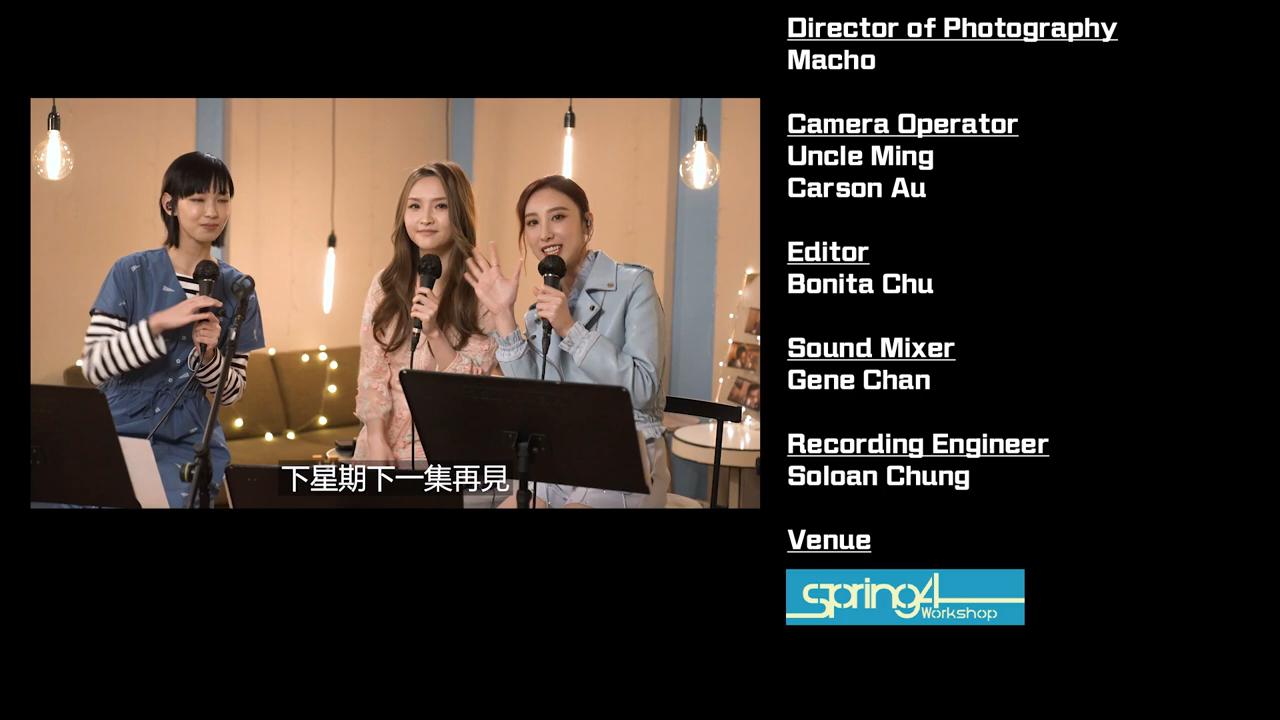 下星期下一集再見
Director of Photography
Macho
Camera Operator
Uncle Ming
Carson Au
Editor
Bonita Chu
Sound Mixer
Gene Chan
Recording Engineer
Soloan Chung
Venue
spring4
Workshop